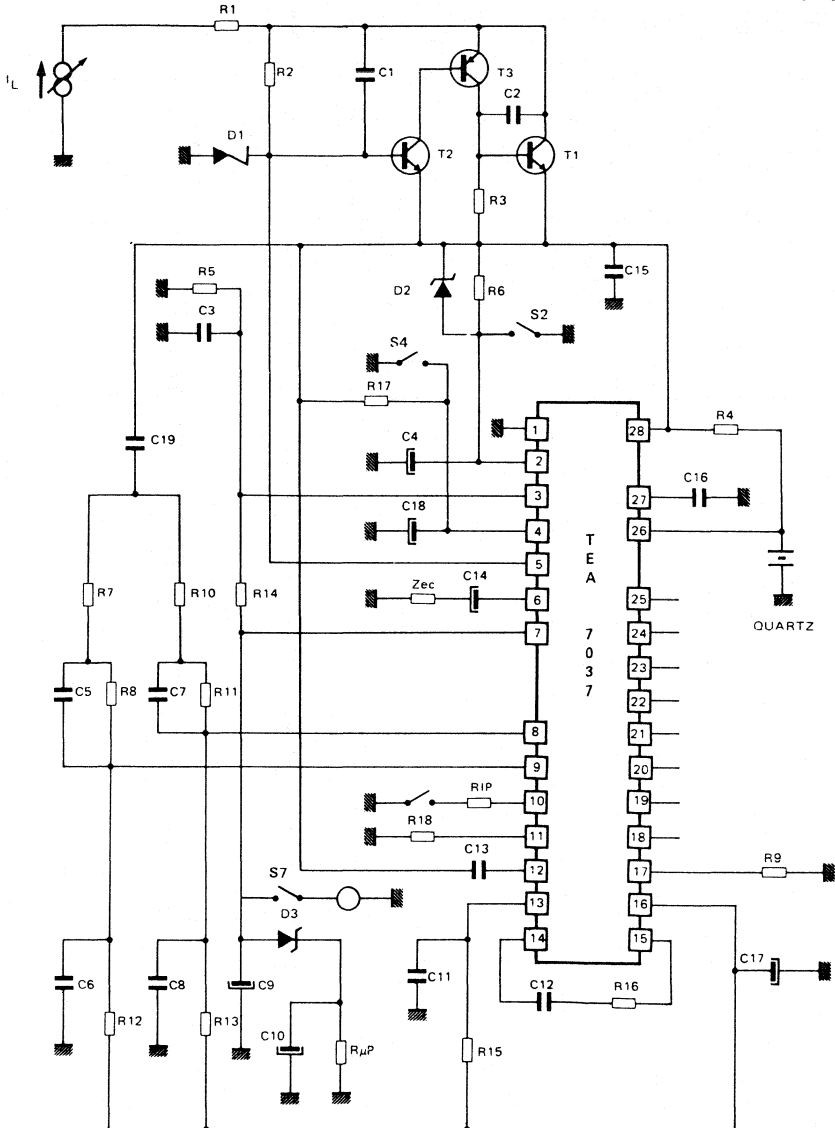 R1
I L
R2
C1
T3
C2
D1
T2
T1
R3
R5
D2
R6
C15
C3
S2
S4
R17
1
28
R4
C4
2
C19
C16
27
3
C18
26
4
T
E
A
5
R7
R10
R14
Zec
C14
6
25
QUARTZ
7
24
7
0
3
7
23
C5
R8
C7
R11
22
8
21
9
20
RIP
10
19
R18
11
18
C13
12
17
R9
S7
13
16
D3
14
15
C17
C6
C8
C9
C11
C12
R16
R12
R13
C10
RμP
R15